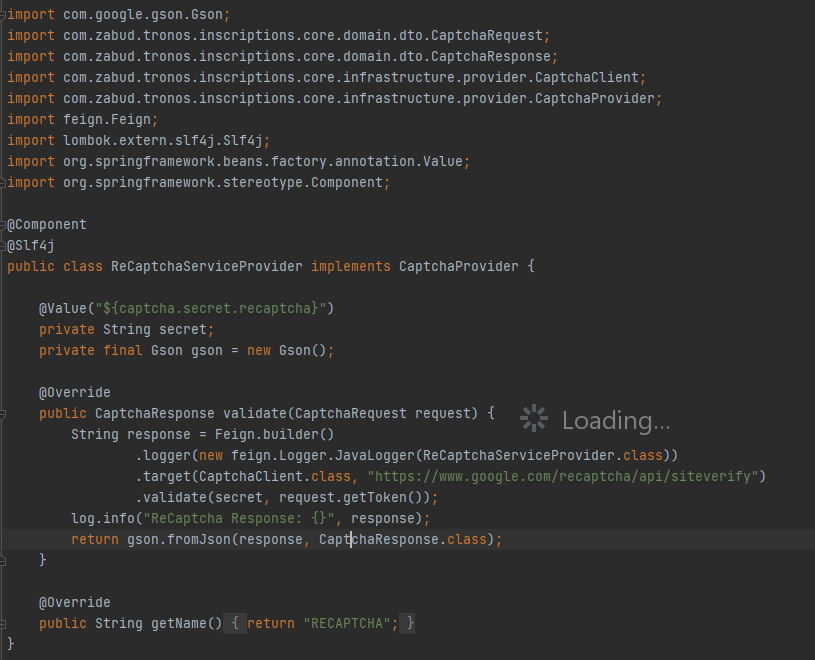 import com.google.gson.Gson;
import com.zabud.tronos.inscriptions.core.domain.dto.CaptchaRequest;
import com.zabud.tronos.inscriptions.core.domain.dto.CaptchaResponse;
import com.zabud.tronos.inscriptions.core.infrastructure.provider.CaptchaClient;
import com.zabud.tronos.inscriptions.core.infrastructure.provider.CaptchaProvider;
import feign.Feign;
import lombok.extern.slf4j.Slf4j;
import org.springframework.beans.factory.annotation.Value;
import org.springframework.stereotype.Component;

@Component
@Slf4j
public class ReCaptchaServiceProvider implements CaptchaProvider {

    @Value("${captcha.secret.recaptcha}")
    private String secret;
    private final Gson gson = new Gson();

    @Override
    public CaptchaResponse validate(CaptchaRequest request) {
Loading...
        String response = Feign.builder()
                .logger(new feign.Logger.JavaLogger(ReCaptchaServiceProvider.class))
                .target(CaptchaClient.class, "https://www.google.com/recaptcha/api/siteverify")
                .validate(secret, request.getToken());
        log.info("ReCaptcha Response: {}", response);
        return gson.fromJson(response, CaptchaResponse.class);
    }

    @Override
    public String getName() { return "RECAPTCHA"; }
}